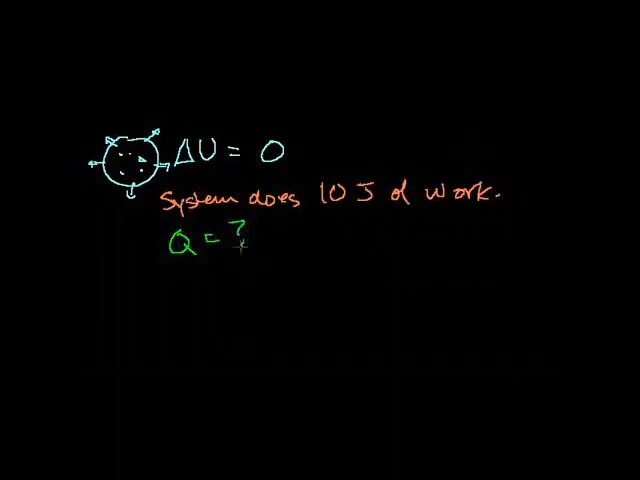 ΔU = 0
System does 10 J of work.
Q = ?